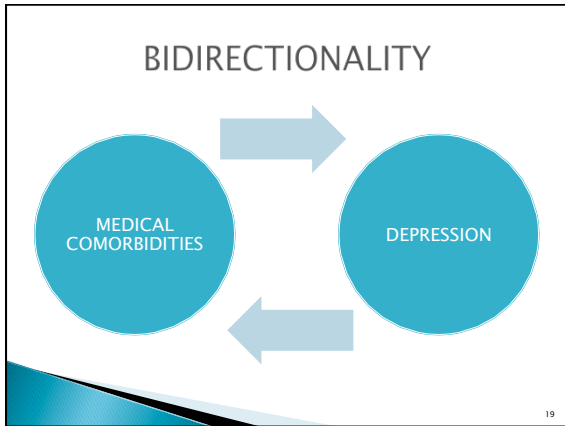 BIDIRECTIONALITY
MEDICAL
COMORBIDITIES
DEPRESSION
19